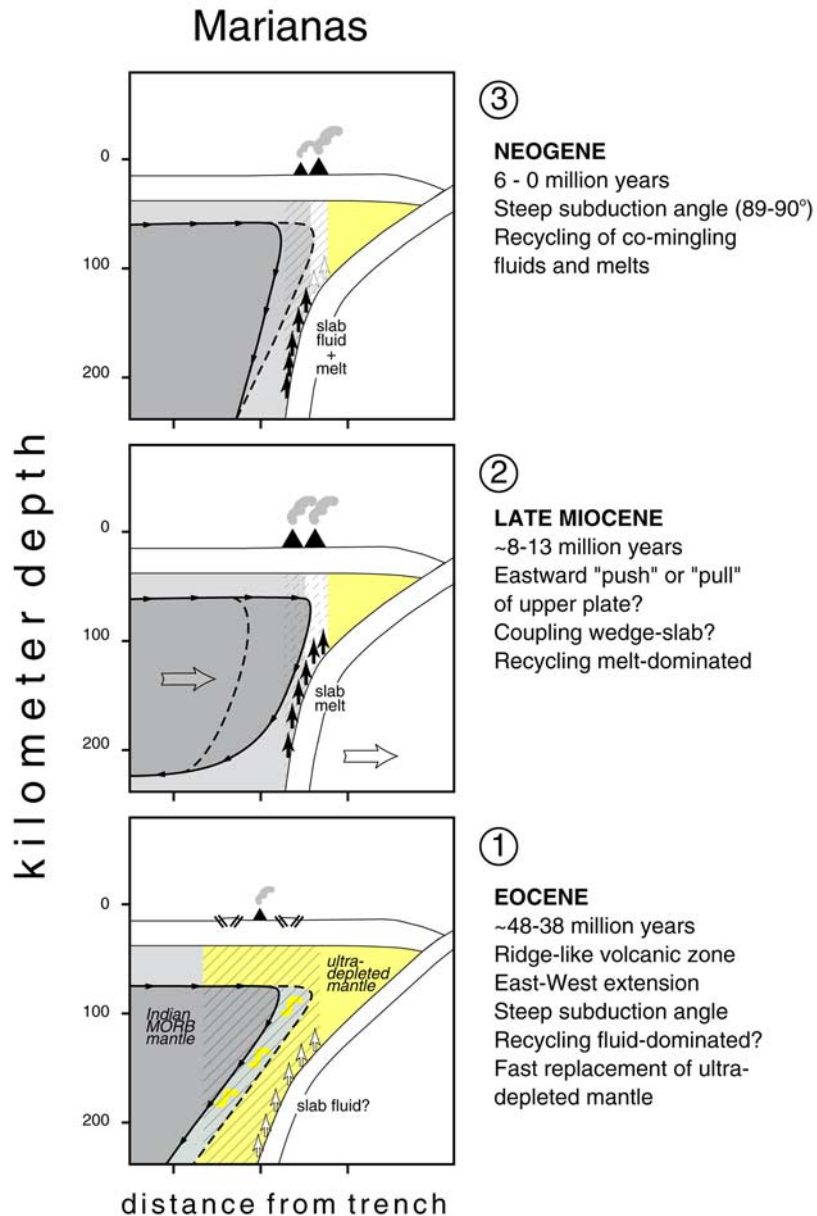 Marianas
kilometer depth
0
100
200
slab
fluid
+
melt
3
NEOGENE
6 - 0 million years
Steep subduction angle (89-90°)
Recycling of co-mingling
fluids and melts
0
100
200
slab
melt
2
LATE MIOCENE
~8-13 million years
Eastward "push" or "pull"
of upper plate?
Coupling wedge-slab?
Recycling melt-dominated
0
100
200
ultra-
depleted
mantle
Indian
MORB
mantle
slab fluid?
1
EOCENE
~48-38 million years
Ridge-like volcanic zone
East-West extension
Steep subduction angle
Recycling fluid-dominated?
Fast replacement of ultra-
depleted mantle
distance from trench